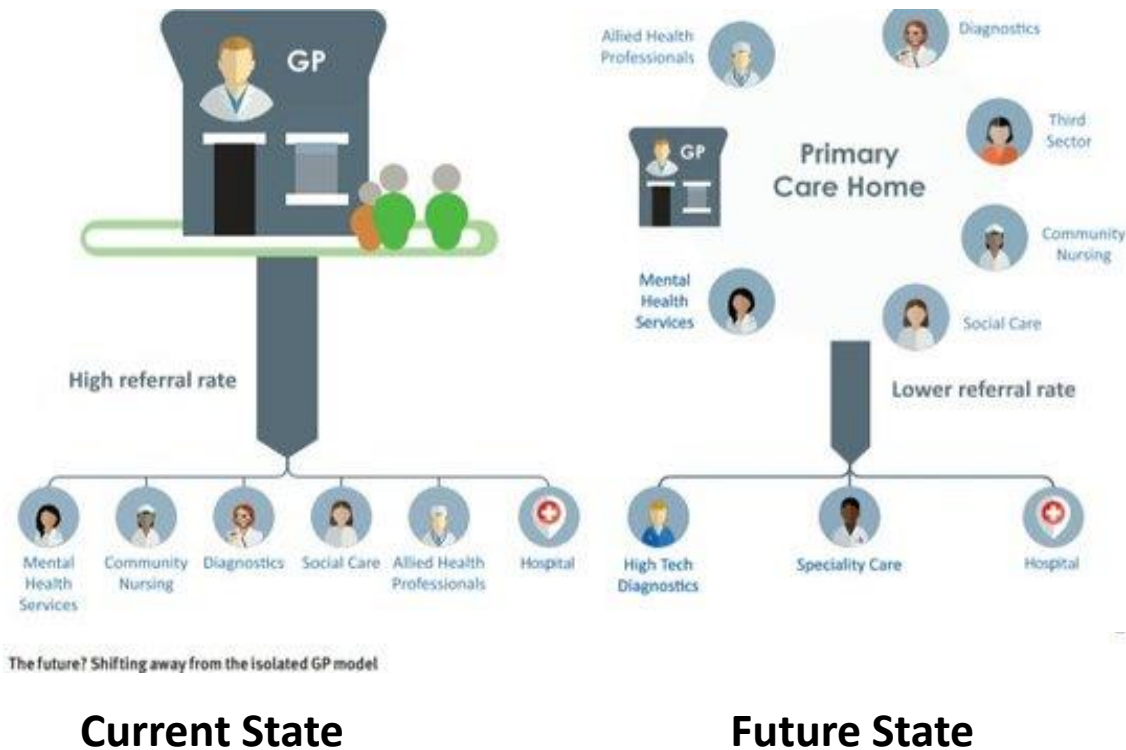 GP
High referral rate
Mental
Health
Services
Community
Nursing
Diagnostics
Social Care
Allied Health
Professionals
Hospital
Allied Health
Professionals
Diagnostics
Third
Sector
GP
Primary
Care Home
Community
Nursing
Mental
Health
Services
Social Care
Lower referral rate
High Tech
Diagnostics
Speciality Care
Hospital
The future? Shifting away from the isolated GP model
Current State
Future State